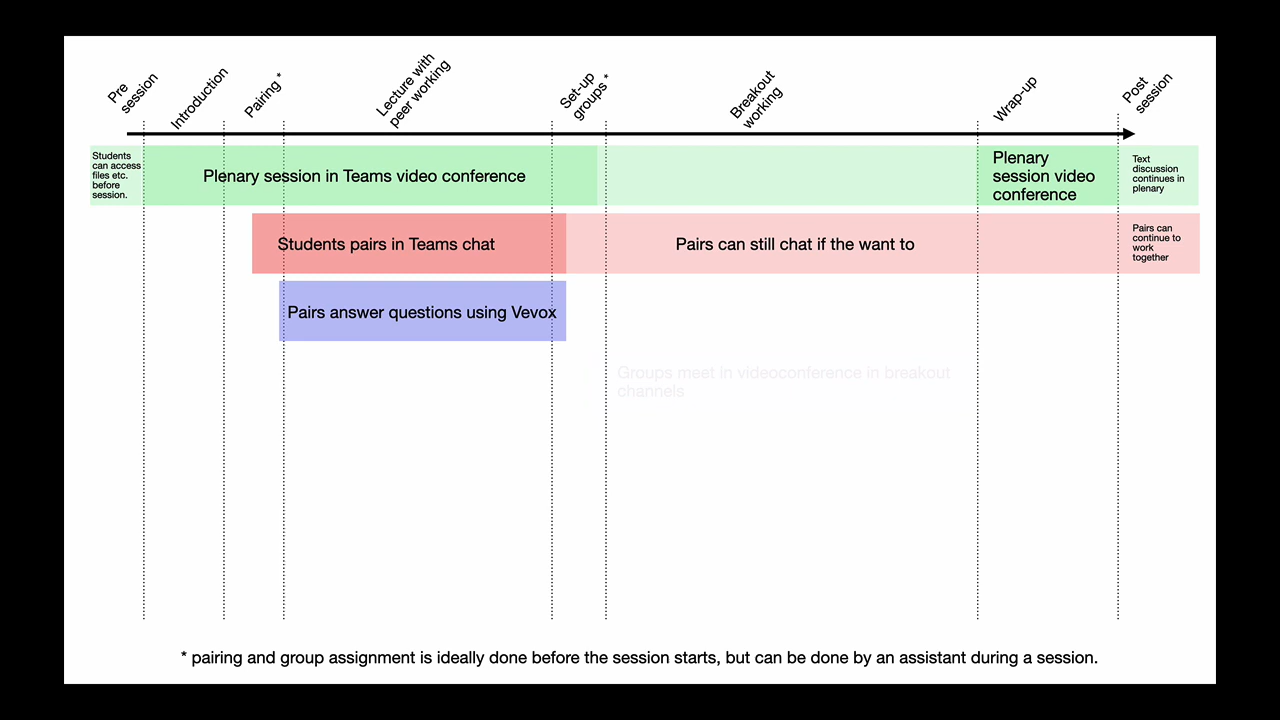 Pre
session
Introduction
Pairing *
Lecture with
peer working
Set-up
groups *
Breakout
working
Wrap-up
Post
session
Students
can access
files etc.
before
session.
Plenary session in Teams video conference
Plenary
session video
conference
Text
discussion
continues in
plenary
Students pairs in Teams chat
Pairs can still chat if the want to
Pairs can
continue to
work
together
Pairs answer questions using Vevox
Groups meet in videoconference in breakout
channels
* pairing and group assignment is ideally done before the session starts, but can be done by an assistant during a session.